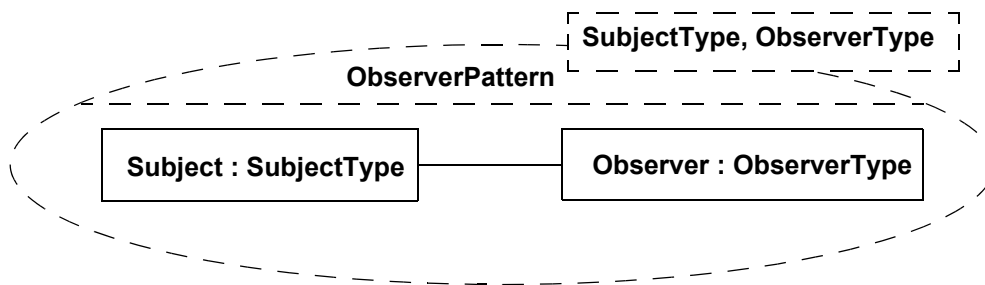 SubjectType, ObserverType
ObserverPattern
Subject : SubjectType
Observer : ObserverType